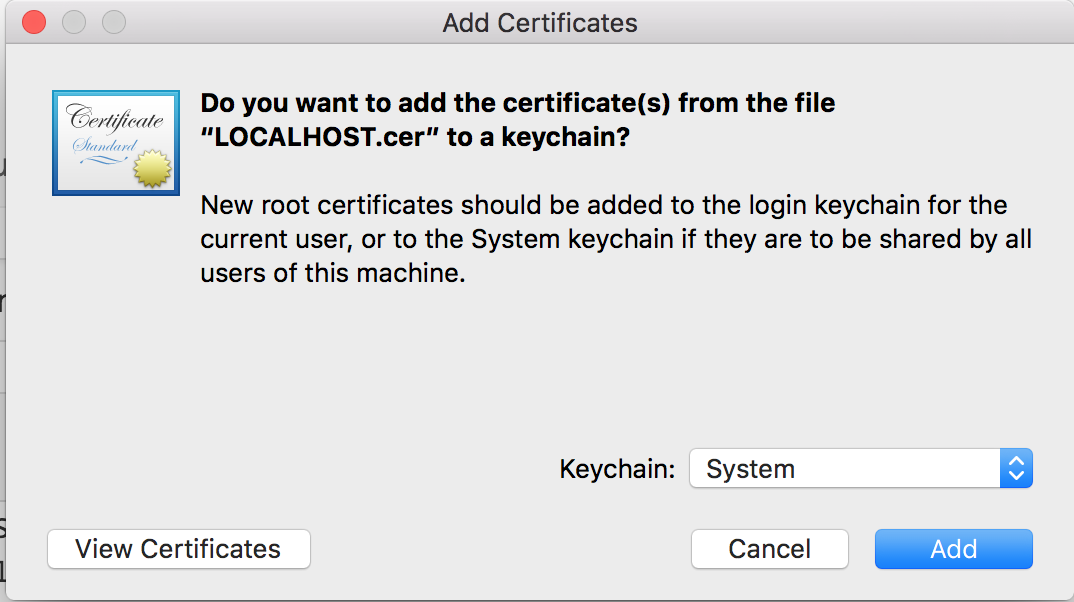 Add Certificates
Certificate
Standard
Do you want to add the certificate(s) from the file
“LOCALHOST.cer” to a keychain?
New root certificates should be added to the login keychain for the
current user, or to the System keychain if they are to be shared by all
users of this machine.
Keychain: System
View Certificates Cancel Add